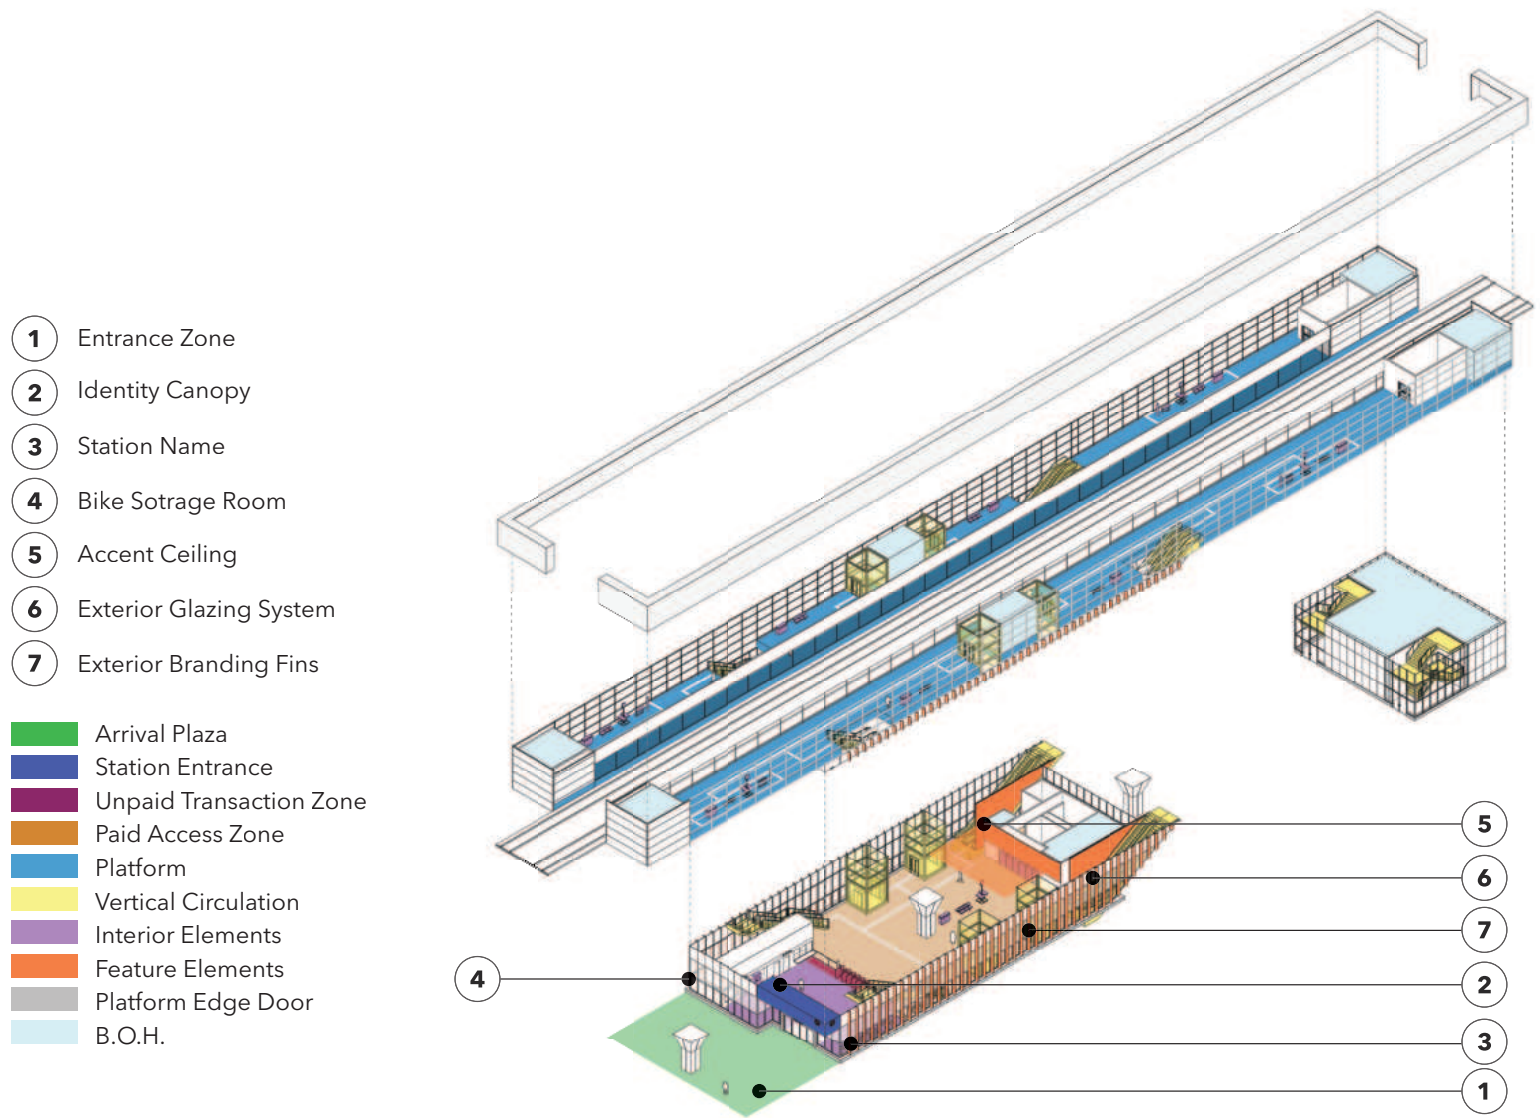 1 Entrance Zone
2 Identity Canopy
3 Station Name
4 Bike Sotrage Room
5 Accent Ceiling
6 Exterior Glazing System
7 Exterior Branding Fins
Arrival Plaza
Station Entrance
Unpaid Transaction Zone
Paid Access Zone
Platform
Vertical Circulation
Interior Elements
Feature Elements
Platform Edge Door
B.O.H.
5
6
7
4
2
3
1